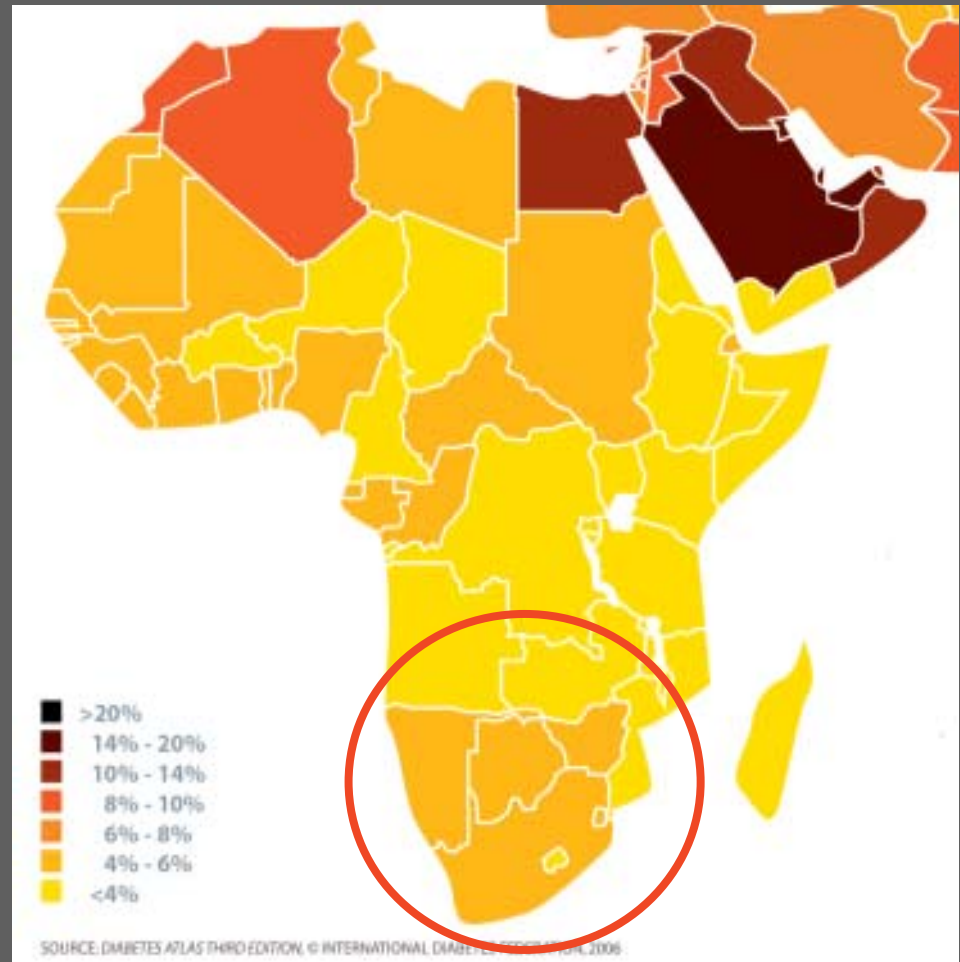 >20%
14% - 20%
10% - 14%
8% - 10%
6% - 8%
4% - 6%
<4%
SOURCE: DIABETES ATLAS THIRD EDITION, © INTERNATIONAL DIABETES FEDERATION, 2006